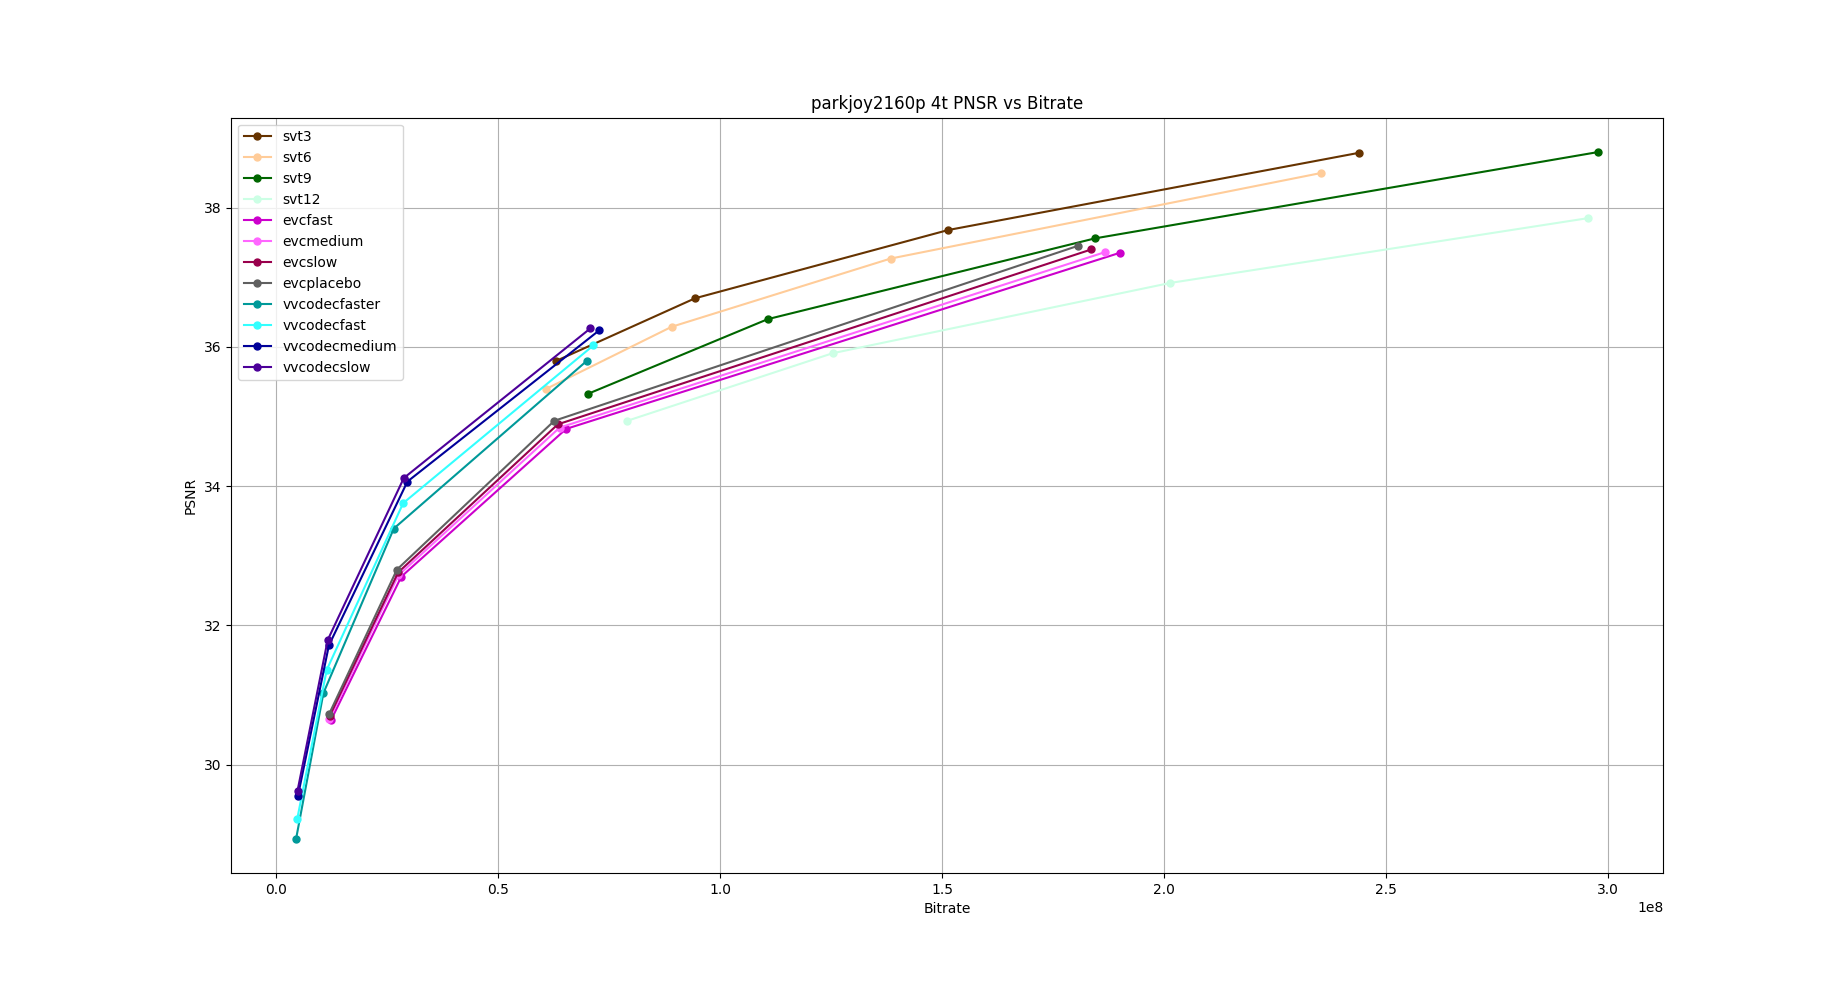 parkjoy2160p 4t PNSR vs Bitrate
svt3
svt6
svt9
svt12
evcfast
evcmedium
evcslow
evcplacebo
vvcodecfaster
vvcodecfast
vvcodecmedium
vvcodecslow
38
36
34
32
30
PSNR
0.0 0.5 1.0 1.5 2.0 2.5 3.0
Bitrate
1e8